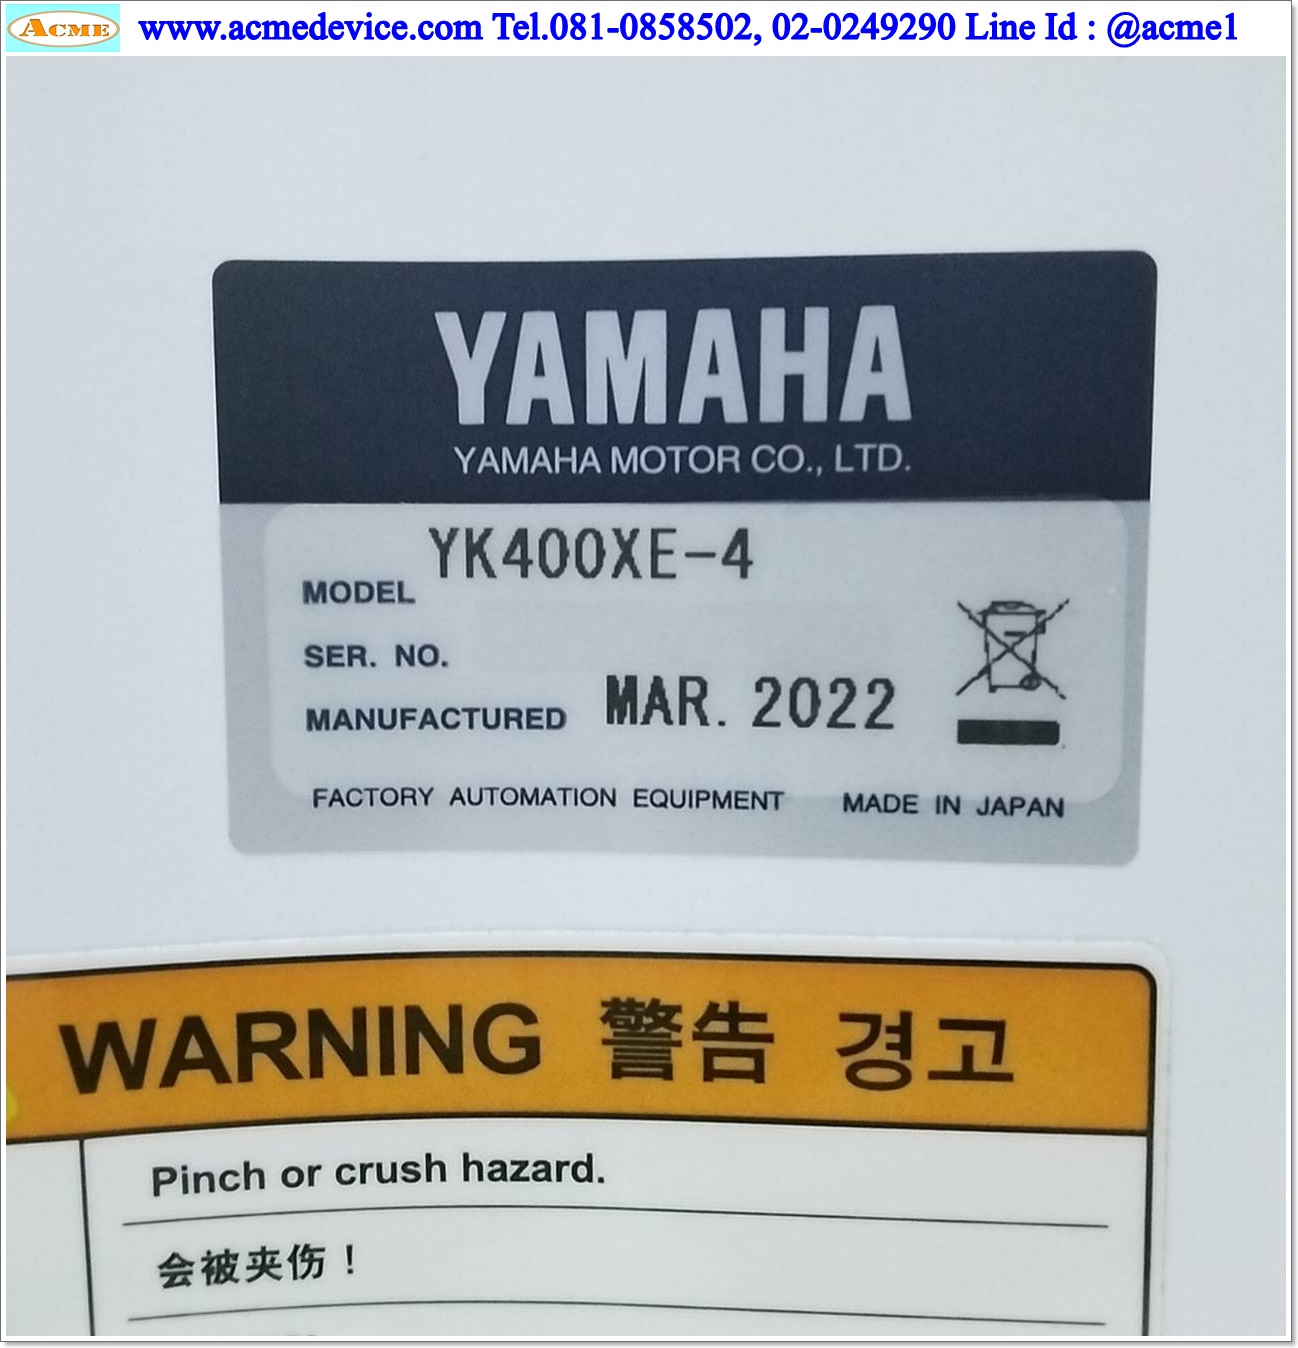 ACME www.acmedevice.com Tel.081-0858502, 02-0249290 Line Id : @acme1
YAMAHA
YAMAHA MOTOR CO., LTD.
MODEL YK400XE-4
SER. NO.
MANUFACTURED MAR. 2022
FACTORY AUTOMATION EQUIPMENT MADE IN JAPAN
WARNING 警告 경고
Pinch or crush hazard.
会被夹伤！